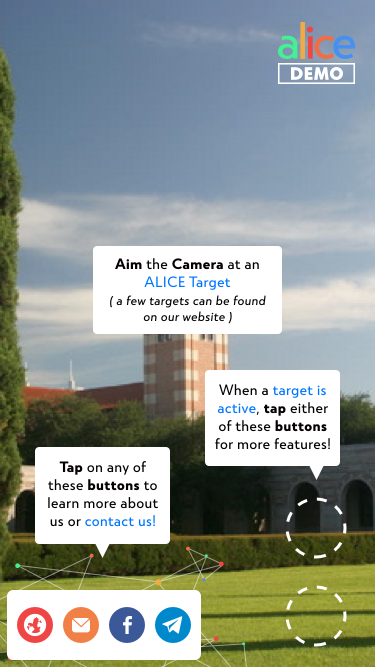 alice
DEMO
Aim the Camera at an
ALICE Target
( a few targets can be found
on our website )
When a target is
active, tap either
of these buttons
for more features!
Tap on any of
these buttons to
learn more about
us or contact us!